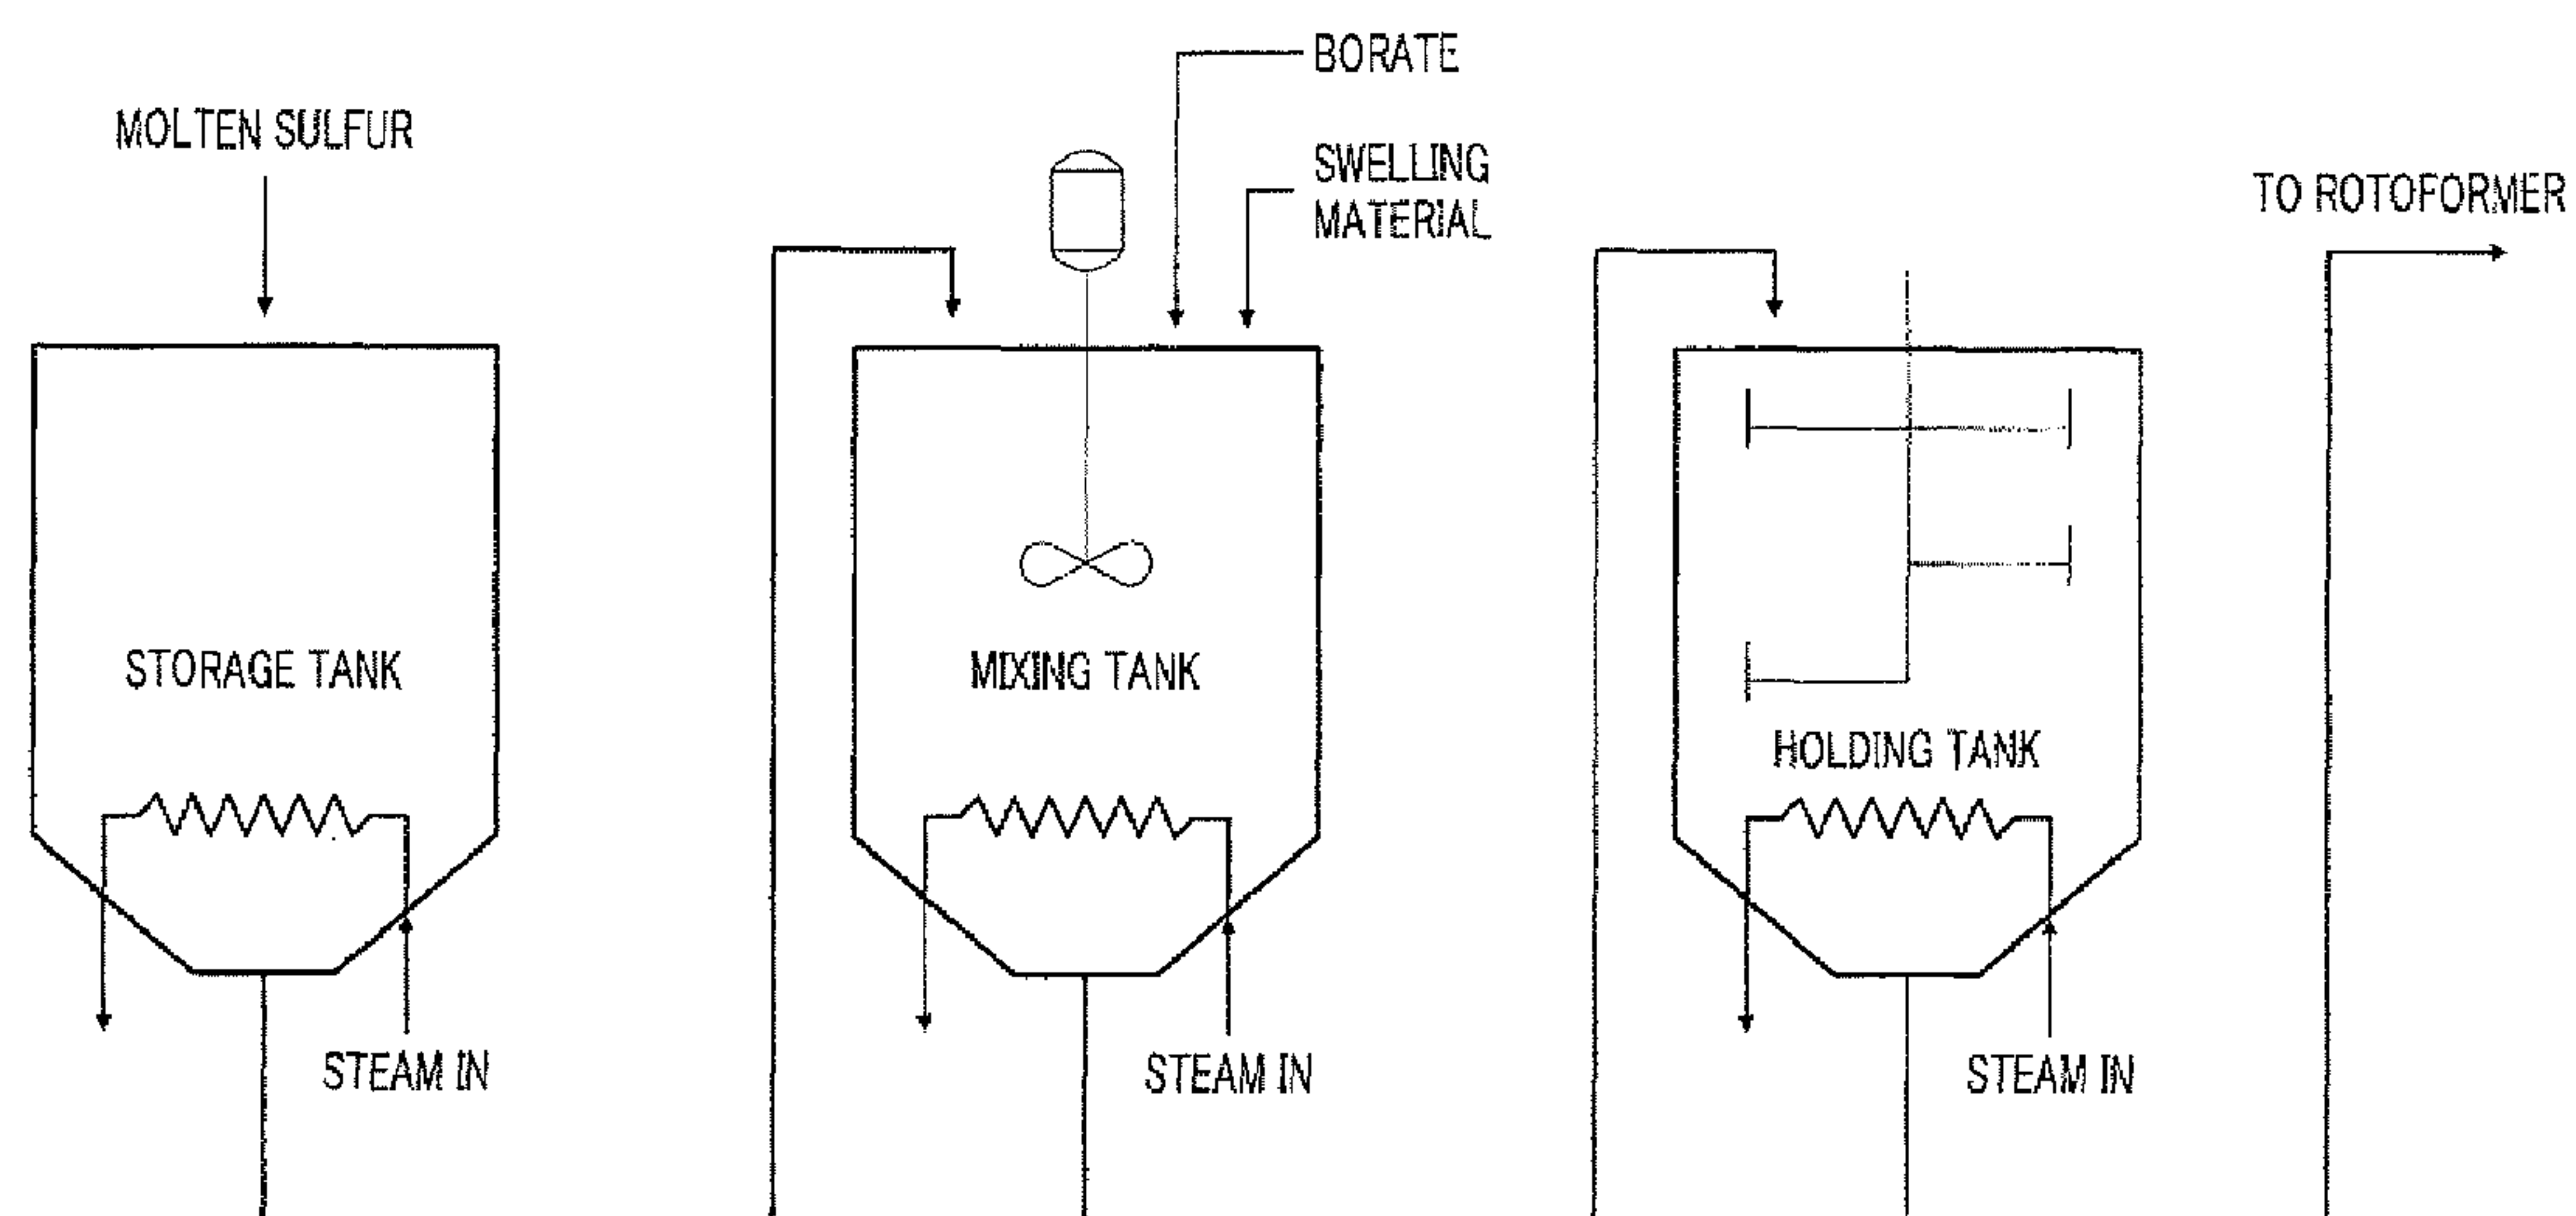 BORATE
MOLTEN SULFUR
SWELLING
MATERIAL
TO ROTOFORMER
STORAGE TANK
MIXING TANK
HOLDING TANK
STEAM IN
STEAM IN
STEAM IN